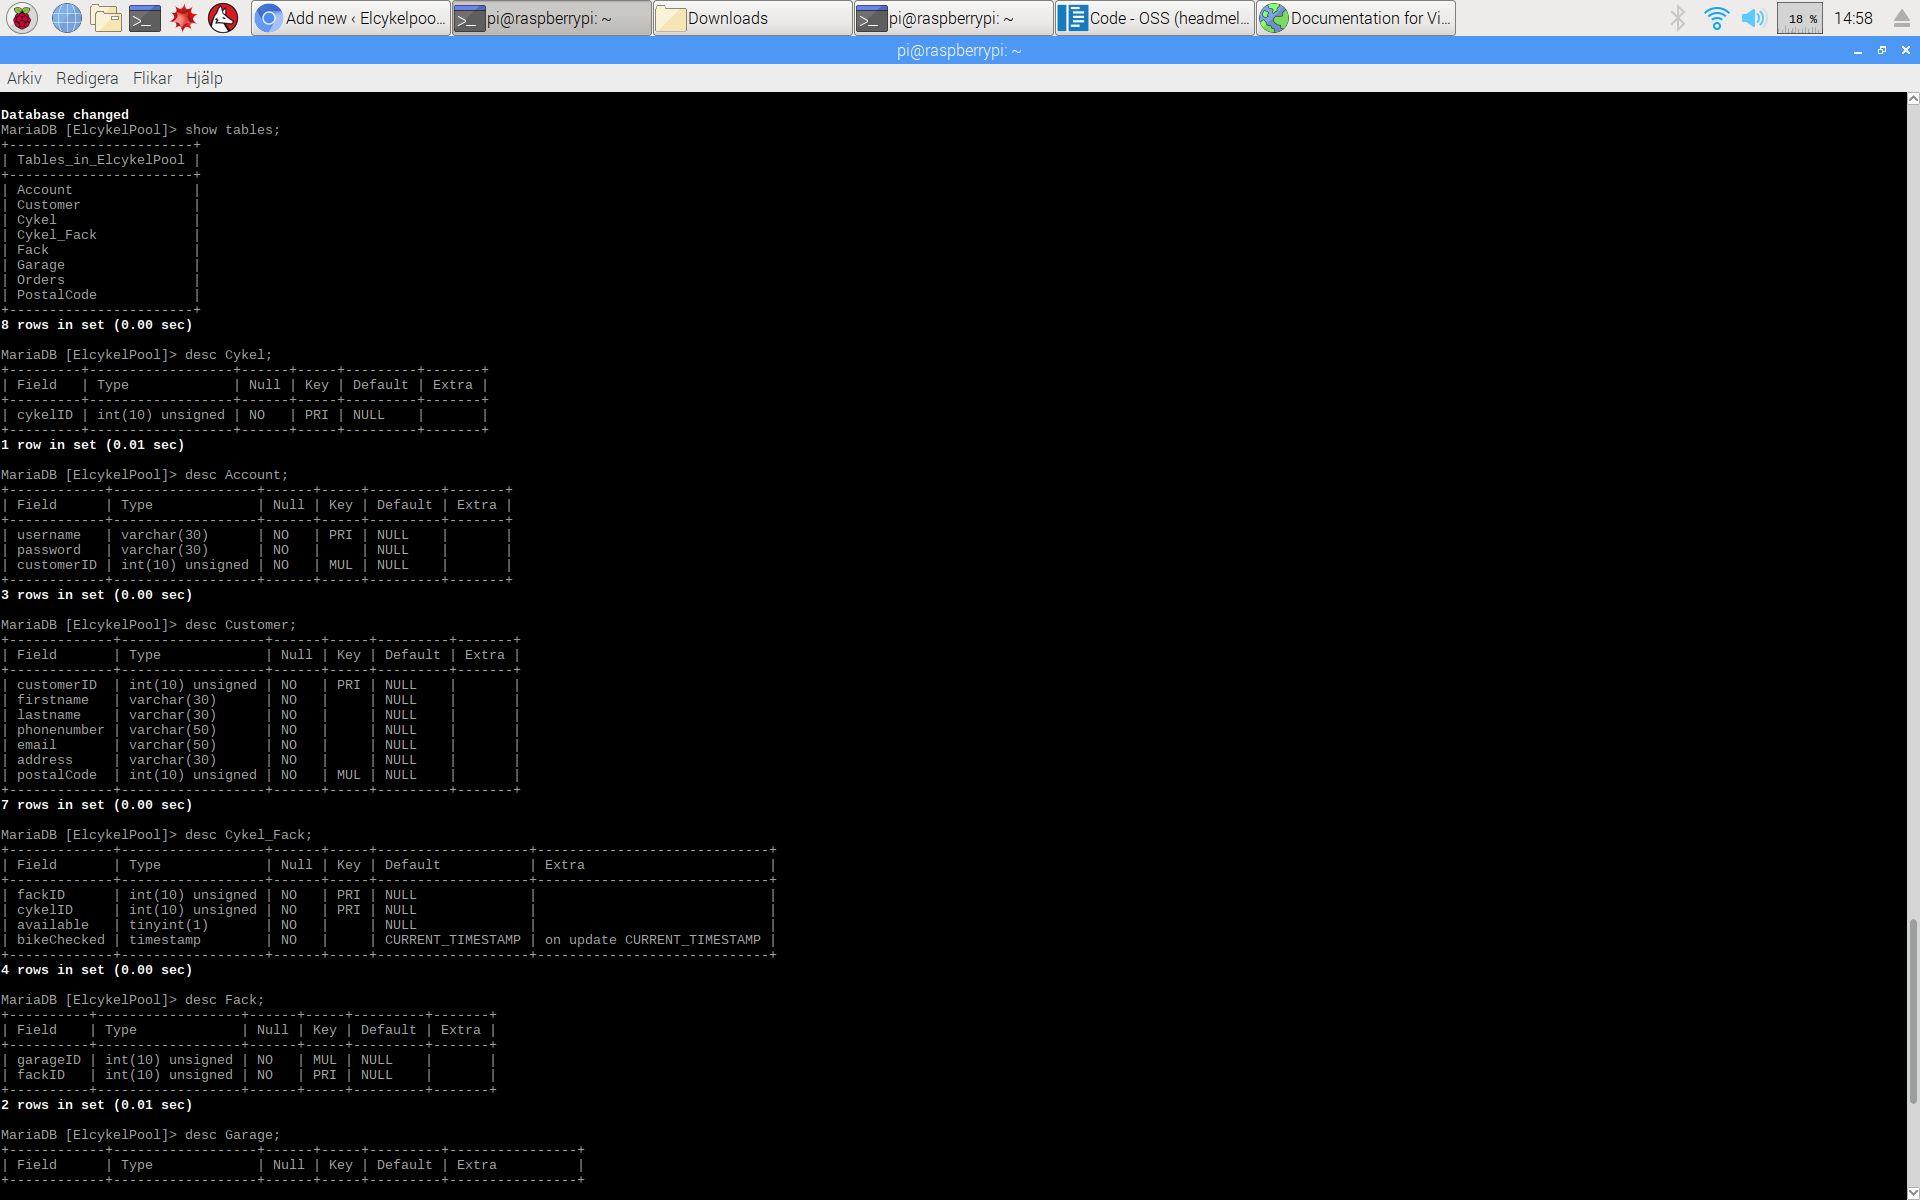 Add new ‹ Elcykelpoo...
pi@raspberrypi: ~
Downloads
pi@raspberrypi: ~
Code - OSS (headmel...
Documentation for Vi...
18 %
14:58
pi@raspberrypi: ~
Arkiv Redigera Flikar Hjälp
Database changed
MariaDB [ElcykelPool]> show tables;
+-----------------------+
| Tables_in_ElcykelPool |
+-----------------------+
| Account               |
| Customer              |
| Cykel                 |
| Cykel_Fack            |
| Fack                  |
| Garage                |
| Orders                |
| PostalCode            |
+-----------------------+
8 rows in set (0.00 sec)
MariaDB [ElcykelPool]> desc Cykel;
+---------+------------------+------+-----+---------+-------+
| Field   | Type             | Null | Key | Default | Extra |
+---------+------------------+------+-----+---------+-------+
| cykelID | int(10) unsigned | NO   | PRI | NULL    |       |
+---------+------------------+------+-----+---------+-------+
1 row in set (0.01 sec)
MariaDB [ElcykelPool]> desc Account;
+------------+------------------+------+-----+---------+-------+
| Field      | Type             | Null | Key | Default | Extra |
+------------+------------------+------+-----+---------+-------+
| username   | varchar(30)      | NO   | PRI | NULL    |       |
| password   | varchar(30)      | NO   |     | NULL    |       |
| customerID | int(10) unsigned | NO   | MUL | NULL    |       |
+------------+------------------+------+-----+---------+-------+
3 rows in set (0.00 sec)
MariaDB [ElcykelPool]> desc Customer;
+-------------+------------------+------+-----+---------+-------+
| Field       | Type             | Null | Key | Default | Extra |
+-------------+------------------+------+-----+---------+-------+
| customerID  | int(10) unsigned | NO   | PRI | NULL    |       |
| firstname   | varchar(30)      | NO   |     | NULL    |       |
| lastname    | varchar(30)      | NO   |     | NULL    |       |
| phonenumber | varchar(50)      | NO   |     | NULL    |       |
| email       | varchar(50)      | NO   |     | NULL    |       |
| address     | varchar(30)      | NO   |     | NULL    |       |
| postalCode  | int(10) unsigned | NO   | MUL | NULL    |       |
+-------------+------------------+------+-----+---------+-------+
7 rows in set (0.00 sec)
MariaDB [ElcykelPool]> desc Cykel_Fack;
+-------------+------------------+------+-----+-------------------+-----------------------------+
| Field       | Type             | Null | Key | Default           | Extra                       |
+-------------+------------------+------+-----+-------------------+-----------------------------+
| fackID      | int(10) unsigned | NO   | PRI | NULL              |                             |
| cykelID     | int(10) unsigned | NO   | PRI | NULL              |                             |
| available   | tinyint(1)       | NO   |     | NULL              |                             |
| bikeChecked | timestamp        | NO   |     | CURRENT_TIMESTAMP | on update CURRENT_TIMESTAMP |
+-------------+------------------+------+-----+-------------------+-----------------------------+
4 rows in set (0.00 sec)
MariaDB [ElcykelPool]> desc Fack;
+----------+------------------+------+-----+---------+-------+
| Field    | Type             | Null | Key | Default | Extra |
+----------+------------------+------+-----+---------+-------+
| garageID | int(10) unsigned | NO   | MUL | NULL    |       |
| fackID   | int(10) unsigned | NO   | PRI | NULL    |       |
+----------+------------------+------+-----+---------+-------+
2 rows in set (0.01 sec)
MariaDB [ElcykelPool]> desc Garage;
+------------+------------------+------+-----+---------+----------------+
| Field      | Type             | Null | Key | Default | Extra          |
+------------+------------------+------+-----+---------+----------------+